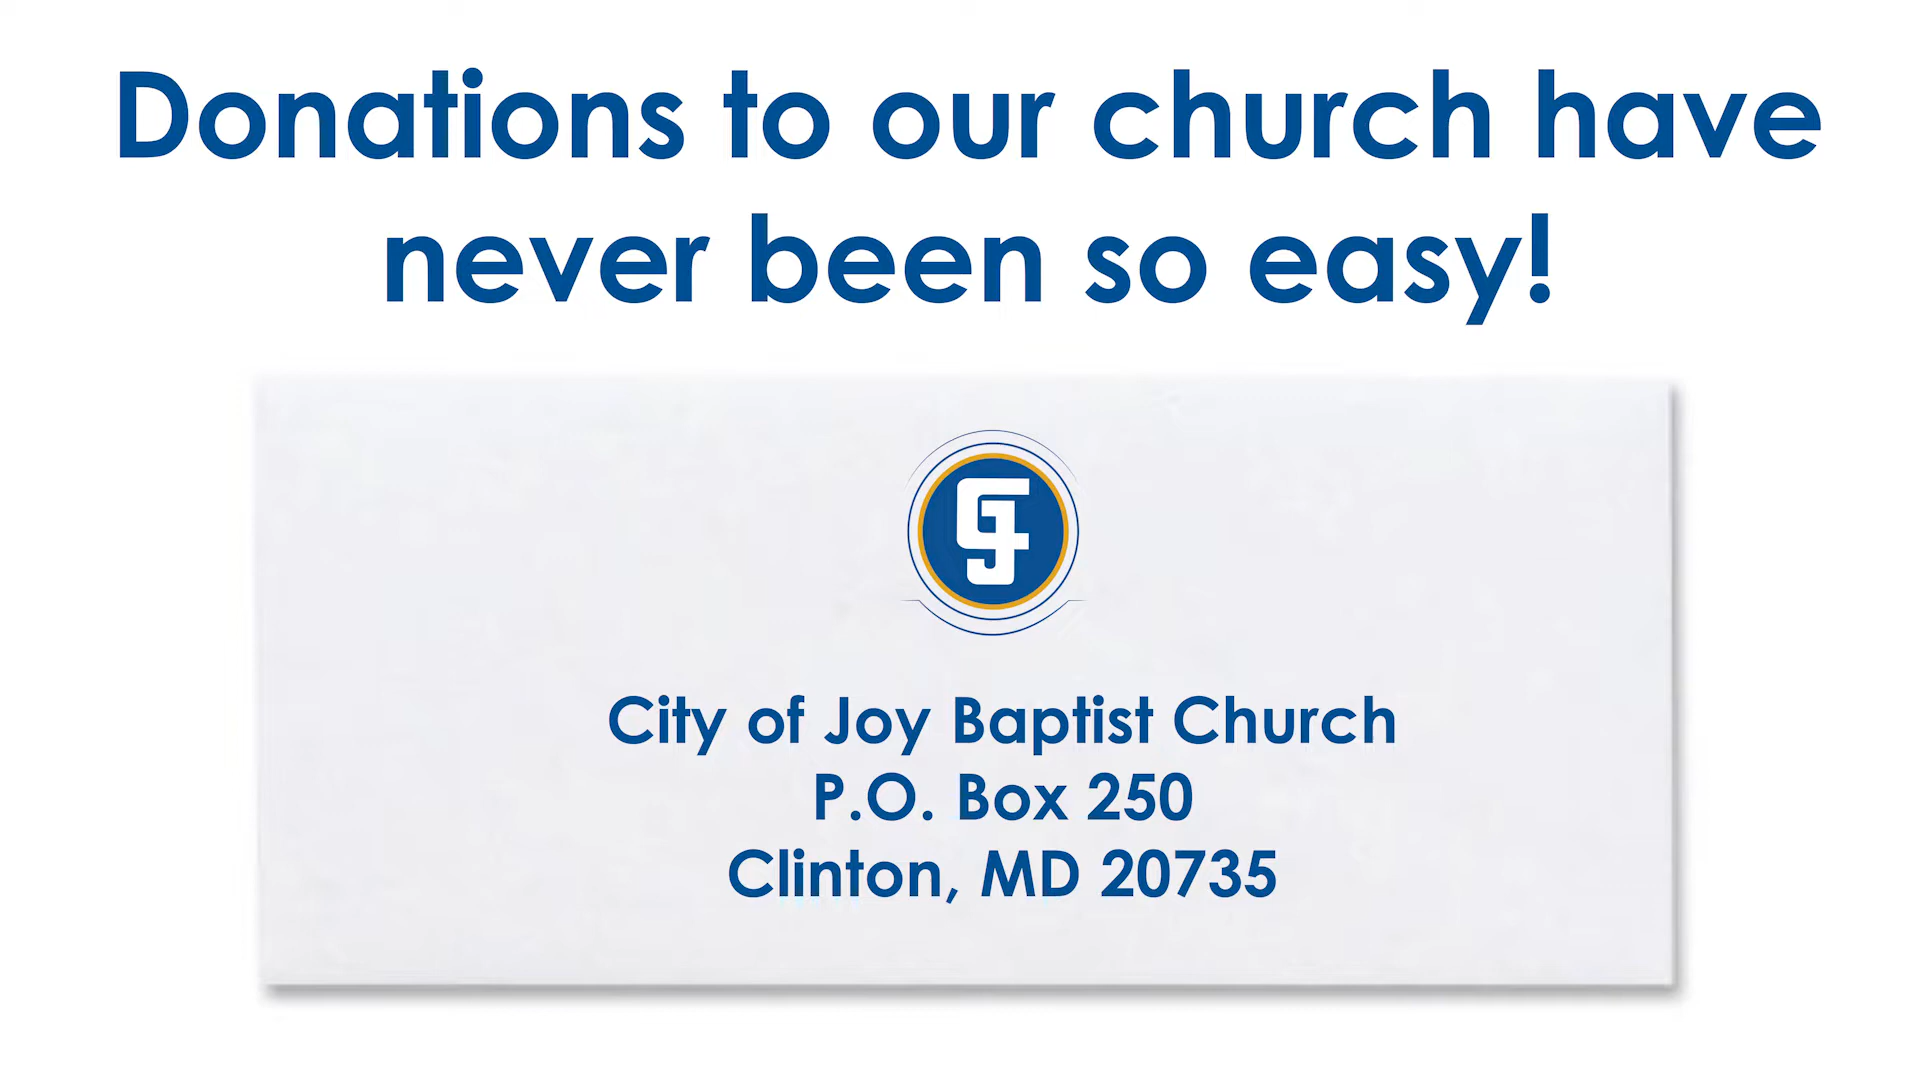 Donations to our church have
never been so easy!
City of Joy Baptist Church
P.O. Box 250
Clinton, MD 20735